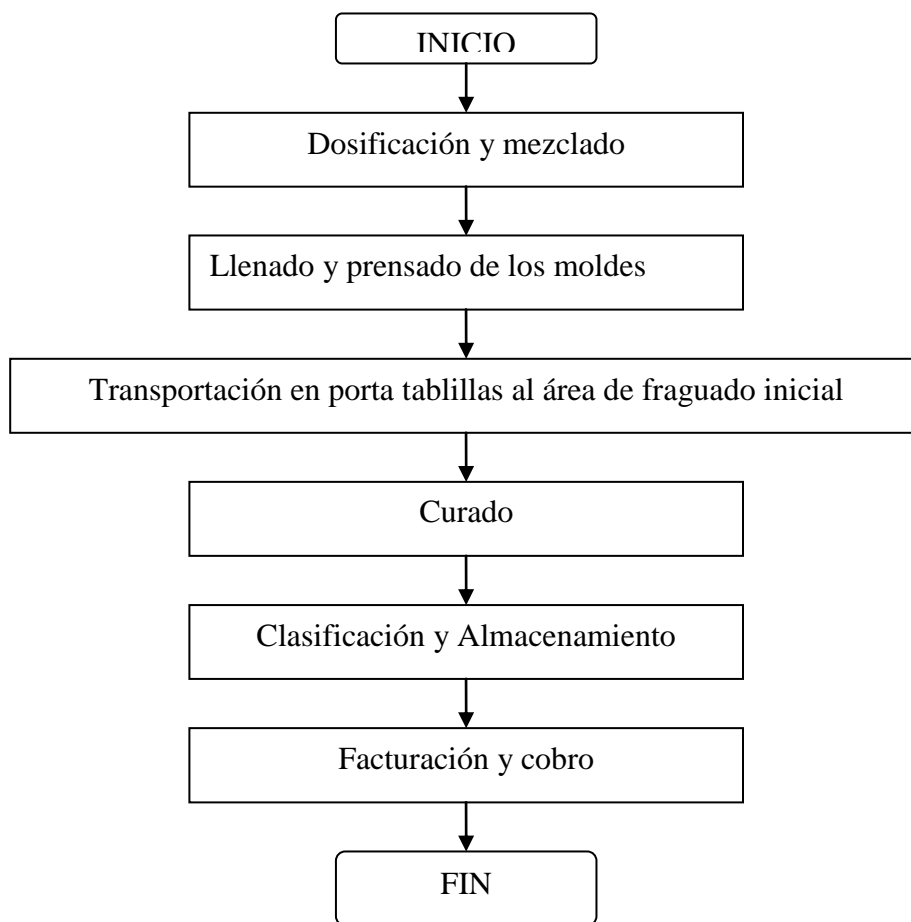 INICIO
Dosificación y mezclado
Llenado y prensado de los moldes
Transportación en porta tablillas al área de fraguado inicial
Curado
Clasificación y Almacenamiento
Facturación y cobro
FIN